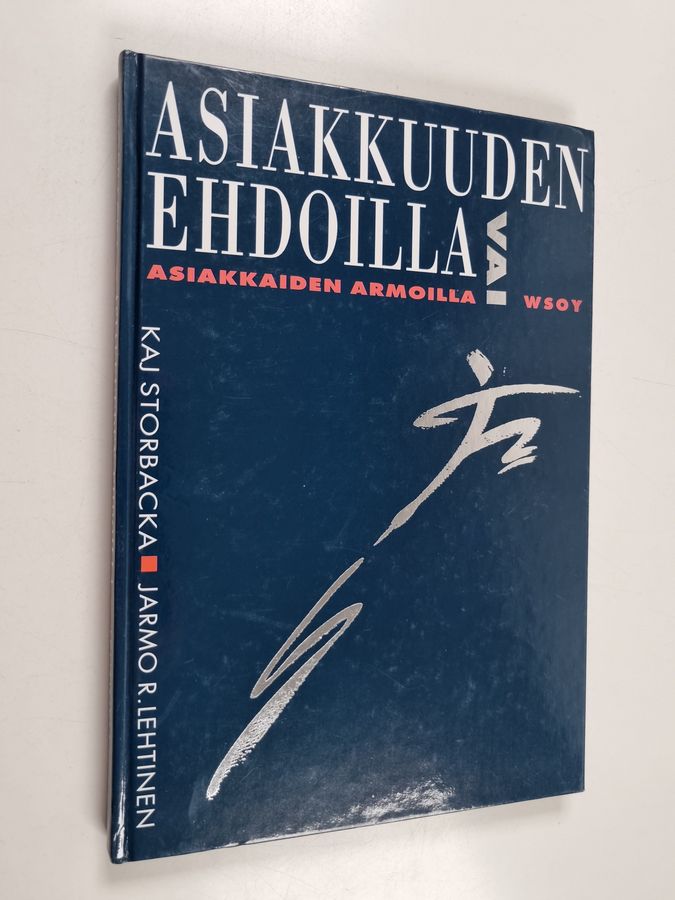 ASIAKKUUDEN
EHDOILLA VAI
ASIAKKAIDEN ARMOILLA
WSOY
KAJ STORBACKA ■ JARMO R. LEHTINEN